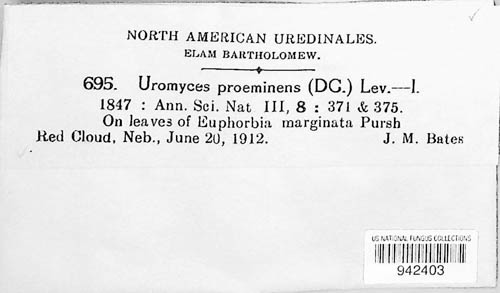 NORTH AMERICAN UREDINALES.
ELAM BARTHOLOMEW.
695. Uromyces proeminens (DC.) Lev.—I.
1847 : Ann. Sci. Nat III, 8 : 371 & 375.
On leaves of Euphorbia marginata Pursh
Red Cloud, Neb., June 20, 1912. J. M. Bates
US NATIONAL FUNGUS COLLECTIONS
942403